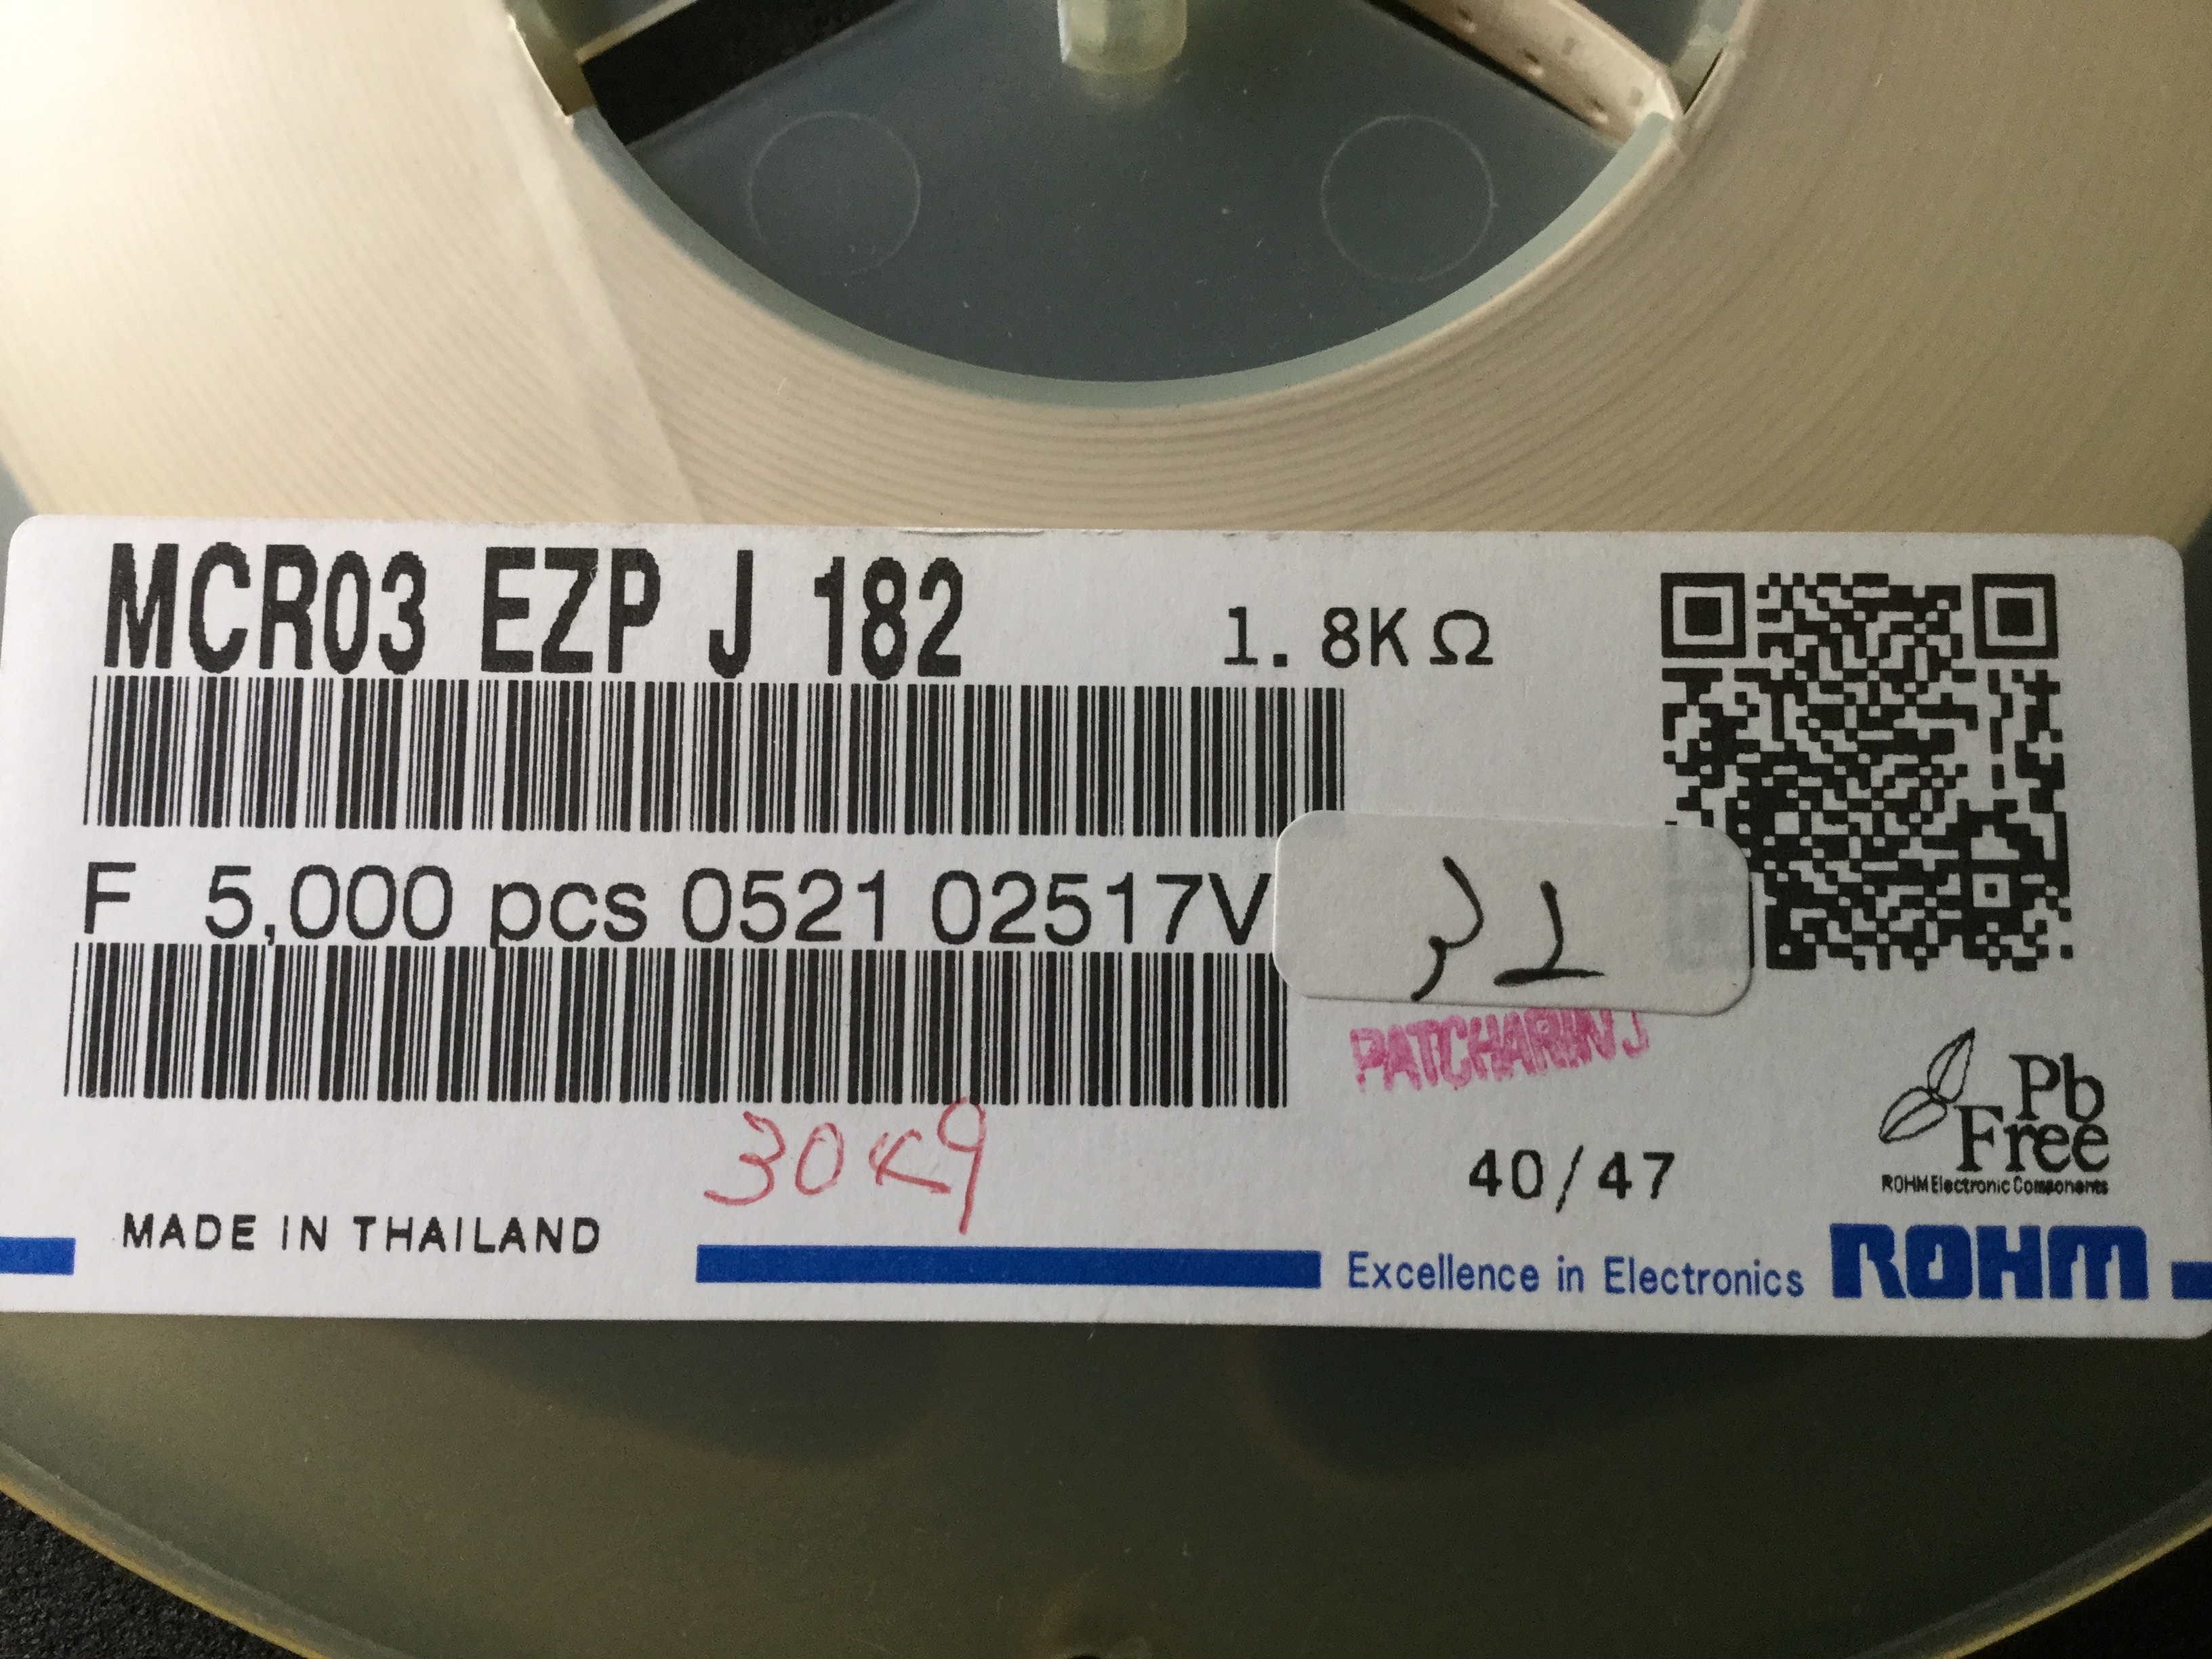 MCR03 EZP J 182 1.8KΩ
F 5,000 pcs 0521 02517V
PATCHARIN J
40/47
Pb
Free
ROHM Electronic Components
MADE IN THAILAND
Excellence in Electronics ROHM